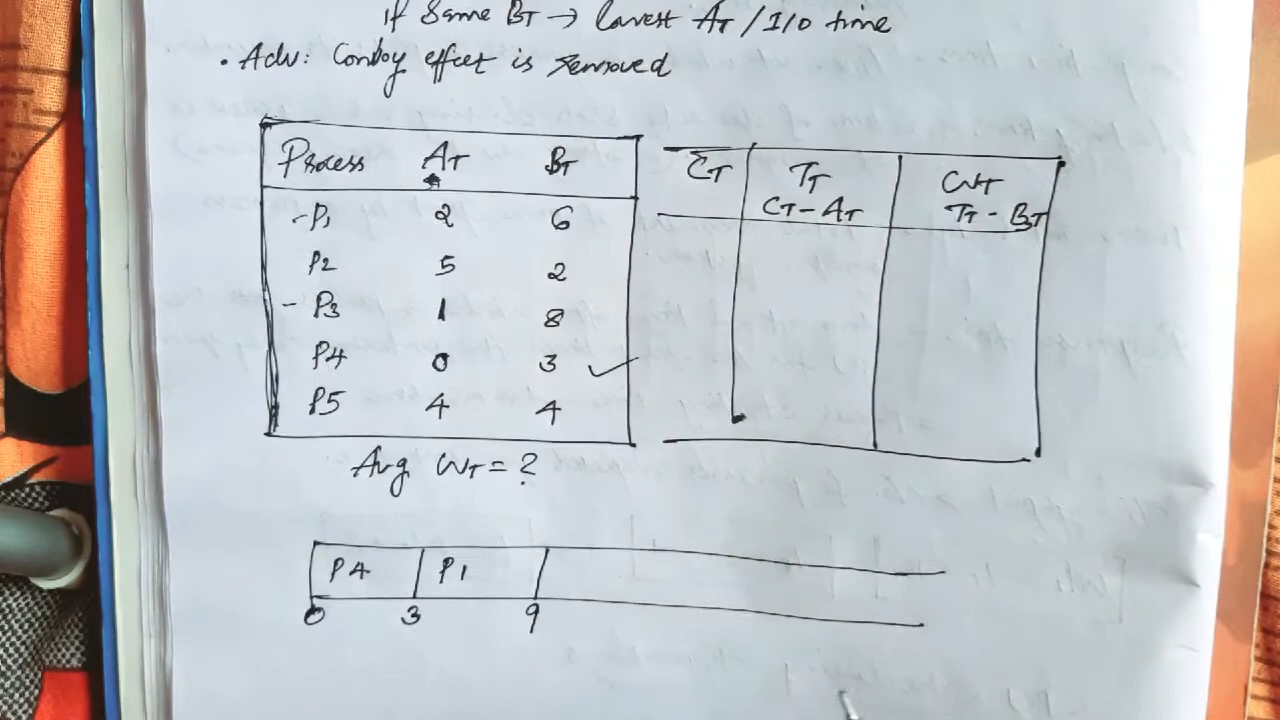 If Same BT → lowest AT / I/O time
• Adv: Convoy effect is removed
Process AT BT CT TT WT
CT - AT TT - BT
- P1 2 6
P2 5 2
- P3 1 8
P4 0 3 ✓
P5 4 4
Avg WT = ?
P4 P1
0 3 9